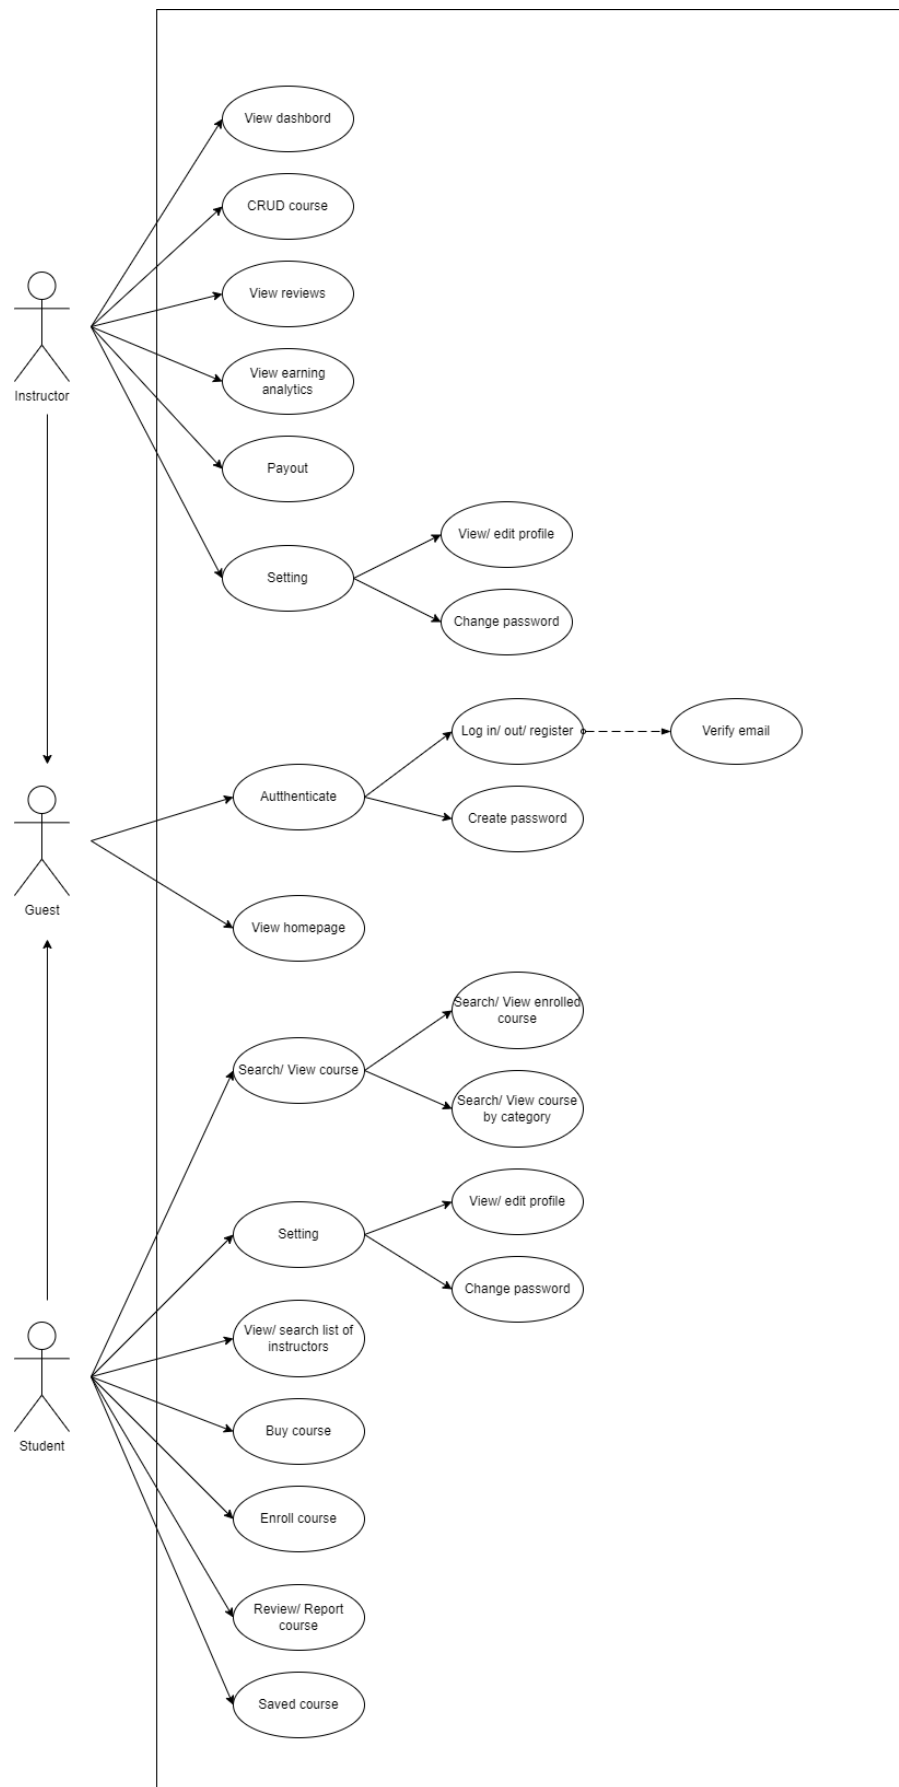 View dashbord
CRUD course
View reviews
Instructor
View earning
analytics
Payout
View/ edit profile
Setting
Change password
Log in/ out/ register
Verify email
Autthenticate
Create password
Guest
View homepage
Search/ View enrolled
course
Search/ View course
Search/ View course
by category
View/ edit profile
Setting
Change password
View/ search list of
instructors
Student
Buy course
Enroll course
Review/ Report
course
Saved course